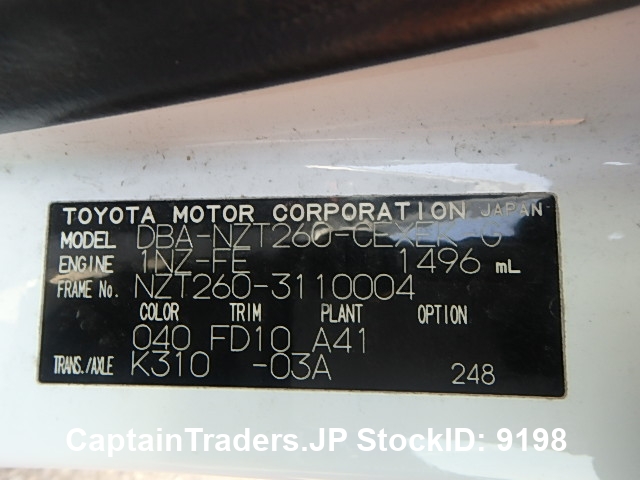 TOYOTA MOTOR CORPORATION JAPAN
MODEL DBA-NZT260-CEXEK G
ENGINE 1NZ-FE 1496 mL
FRAME No. NZT260-3110004
COLOR TRIM PLANT OPTION
040 FD10 A41
TRANS./AXLE K310 -03A 248
CaptainTraders.JP StockID: 9198